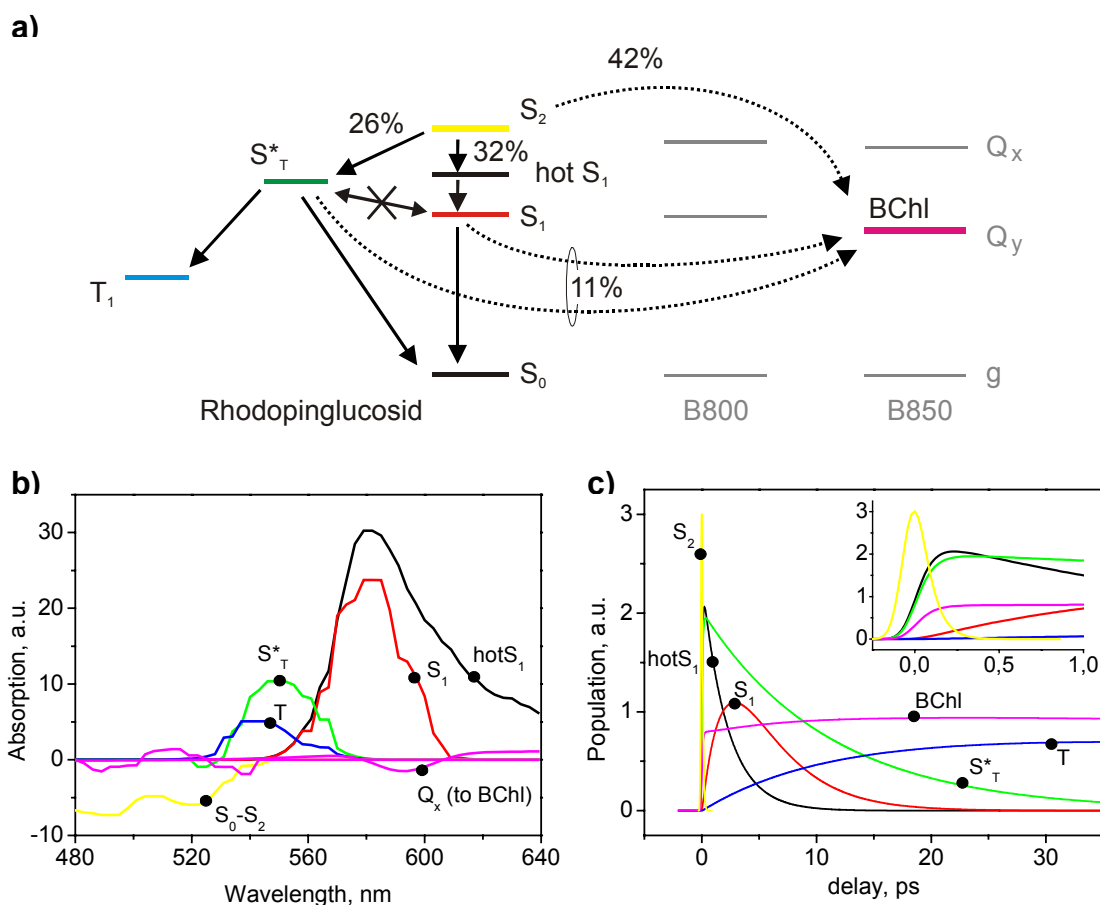 a)
42%
S2
26%
32%
S*T
hot S1
Qx
S1
BChl
Qy
T1
11%
S0
g
Rhodopinglucosid
B800
B850
b)
30
20
10
0
-10
480
520
560
600
640
Absorption, a.u.
Wavelength, nm
hotS1
S*T
S1
T
Qx (to BChl)
S0-S2
c)
3
2
1
0
0
10
20
30
Population, a.u.
delay, ps
S2
hotS1
S1
BChl
T
S*T
3
2
1
0
0,0
0,5
1,0